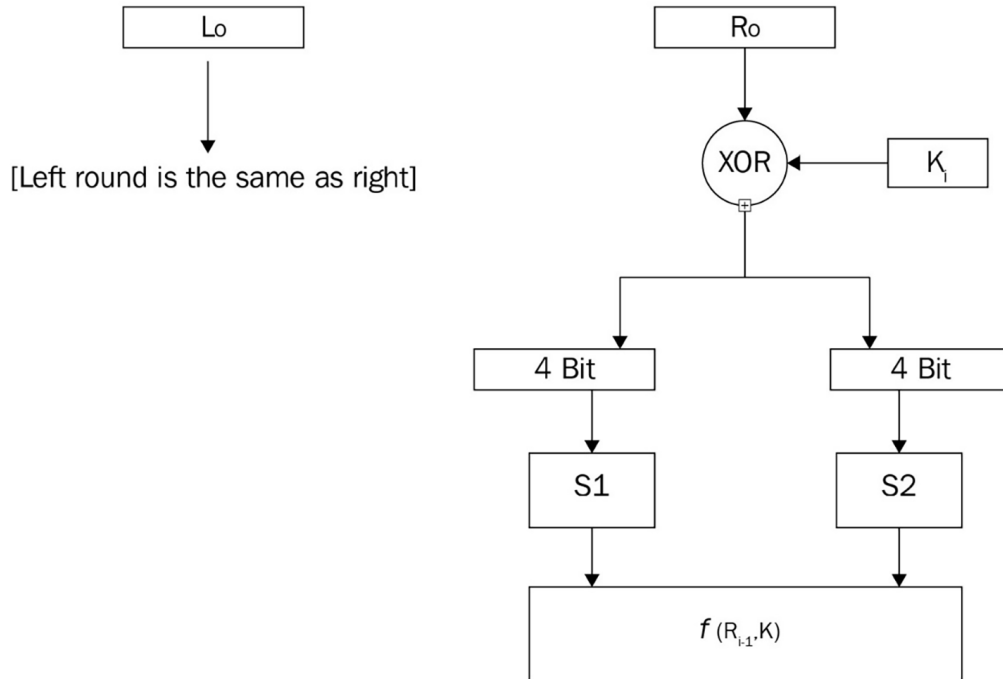 Lo
Ro
XOR
Ki
[Left round is the same as right]
+
4 Bit
4 Bit
S1
S2
f (Ri-1,K)